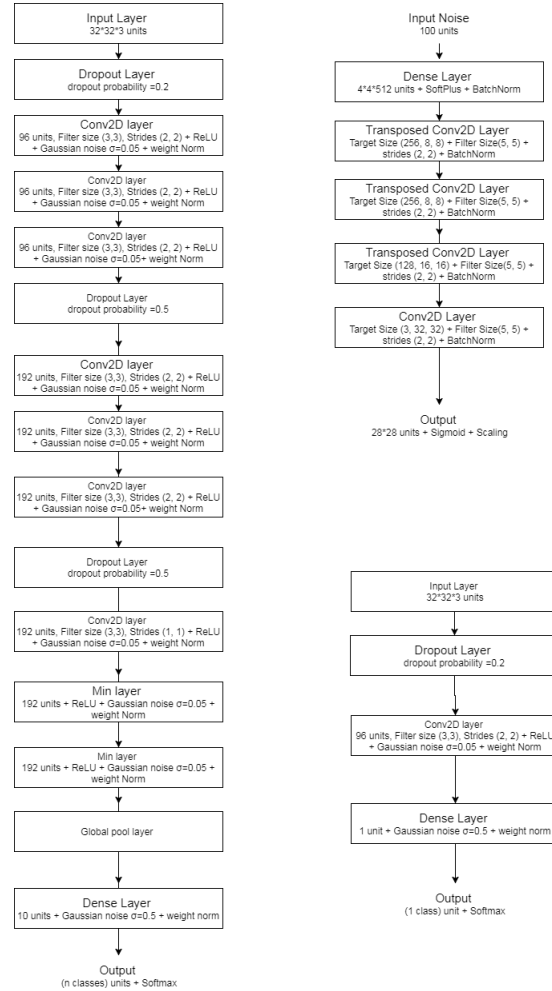 Input Layer
32*32*3 units
Dropout Layer
dropout probability =0.2
Conv2D layer
96 units, Filter size (3,3), Strides (2, 2) + ReLU
+ Gaussian noise σ=0.05 + weight Norm
Conv2D layer
96 units, Filter size (3,3), Strides (2, 2) + ReLU
+ Gaussian noise σ=0.05 + weight Norm
Conv2D layer
96 units, Filter size (3,3), Strides (2, 2) + ReLU
+ Gaussian noise σ=0.05+ weight Norm
Dropout Layer
dropout probability =0.5
Conv2D layer
192 units, Filter size (3,3), Strides (2, 2) + ReLU
+ Gaussian noise σ=0.05 + weight Norm
Conv2D layer
192 units, Filter size (3,3), Strides (2, 2) + ReLU
+ Gaussian noise σ=0.05 + weight Norm
Conv2D layer
192 units, Filter size (3,3), Strides (2, 2) + ReLU
+ Gaussian noise σ=0.05+ weight Norm
Dropout Layer
dropout probability =0.5
Conv2D layer
192 units, Filter size (3,3), Strides (1, 1) + ReLU
+ Gaussian noise σ=0.05 + weight Norm
Min layer
192 units + ReLU + Gaussian noise σ=0.05 +
weight Norm
Min layer
192 units + ReLU + Gaussian noise σ=0.05 +
weight Norm
Global pool layer
Dense Layer
10 units + Gaussian noise σ=0.5 + weight norm
Output
(n classes) units + Softmax
Input Noise
100 units
Dense Layer
4*4*512 units + SoftPlus + BatchNorm
Transposed Conv2D Layer
Target Size (256, 8, 8) + Filter Size(5, 5) +
strides (2, 2) + BatchNorm
Transposed Conv2D Layer
Target Size (256, 8, 8) + Filter Size(5, 5) +
strides (2, 2) + BatchNorm
Transposed Conv2D Layer
Target Size (128, 16, 16) + Filter Size(5, 5) +
strides (2, 2) + BatchNorm
Conv2D Layer
Target Size (3, 32, 32) + Filter Size(5, 5) +
strides (2, 2) + BatchNorm
Output
28*28 units + Sigmoid + Scaling
Input Layer
32*32*3 units
Dropout Layer
dropout probability =0.2
Conv2D layer
96 units, Filter size (3,3), Strides (2, 2) + ReLU
+ Gaussian noise σ=0.05 + weight Norm
Dense Layer
1 unit + Gaussian noise σ=0.5 + weight norm
Output
(1 class) unit + Softmax